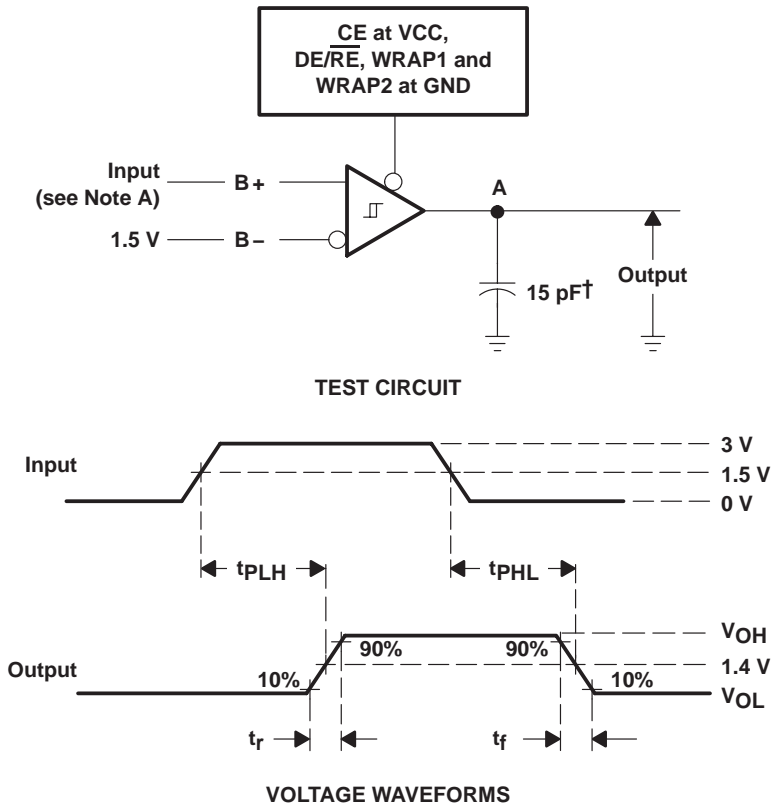 CE at VCC,
DE/RE, WRAP1 and
WRAP2 at GND
Input
(see Note A)
B+
A
1.5 V
B−
15 pF†
Output
TEST CIRCUIT
Input
3 V
1.5 V
0 V
tPLH
tPHL
Output
VOH
90%
90%
1.4 V
10%
10%
VOL
tr
tf
VOLTAGE WAVEFORMS